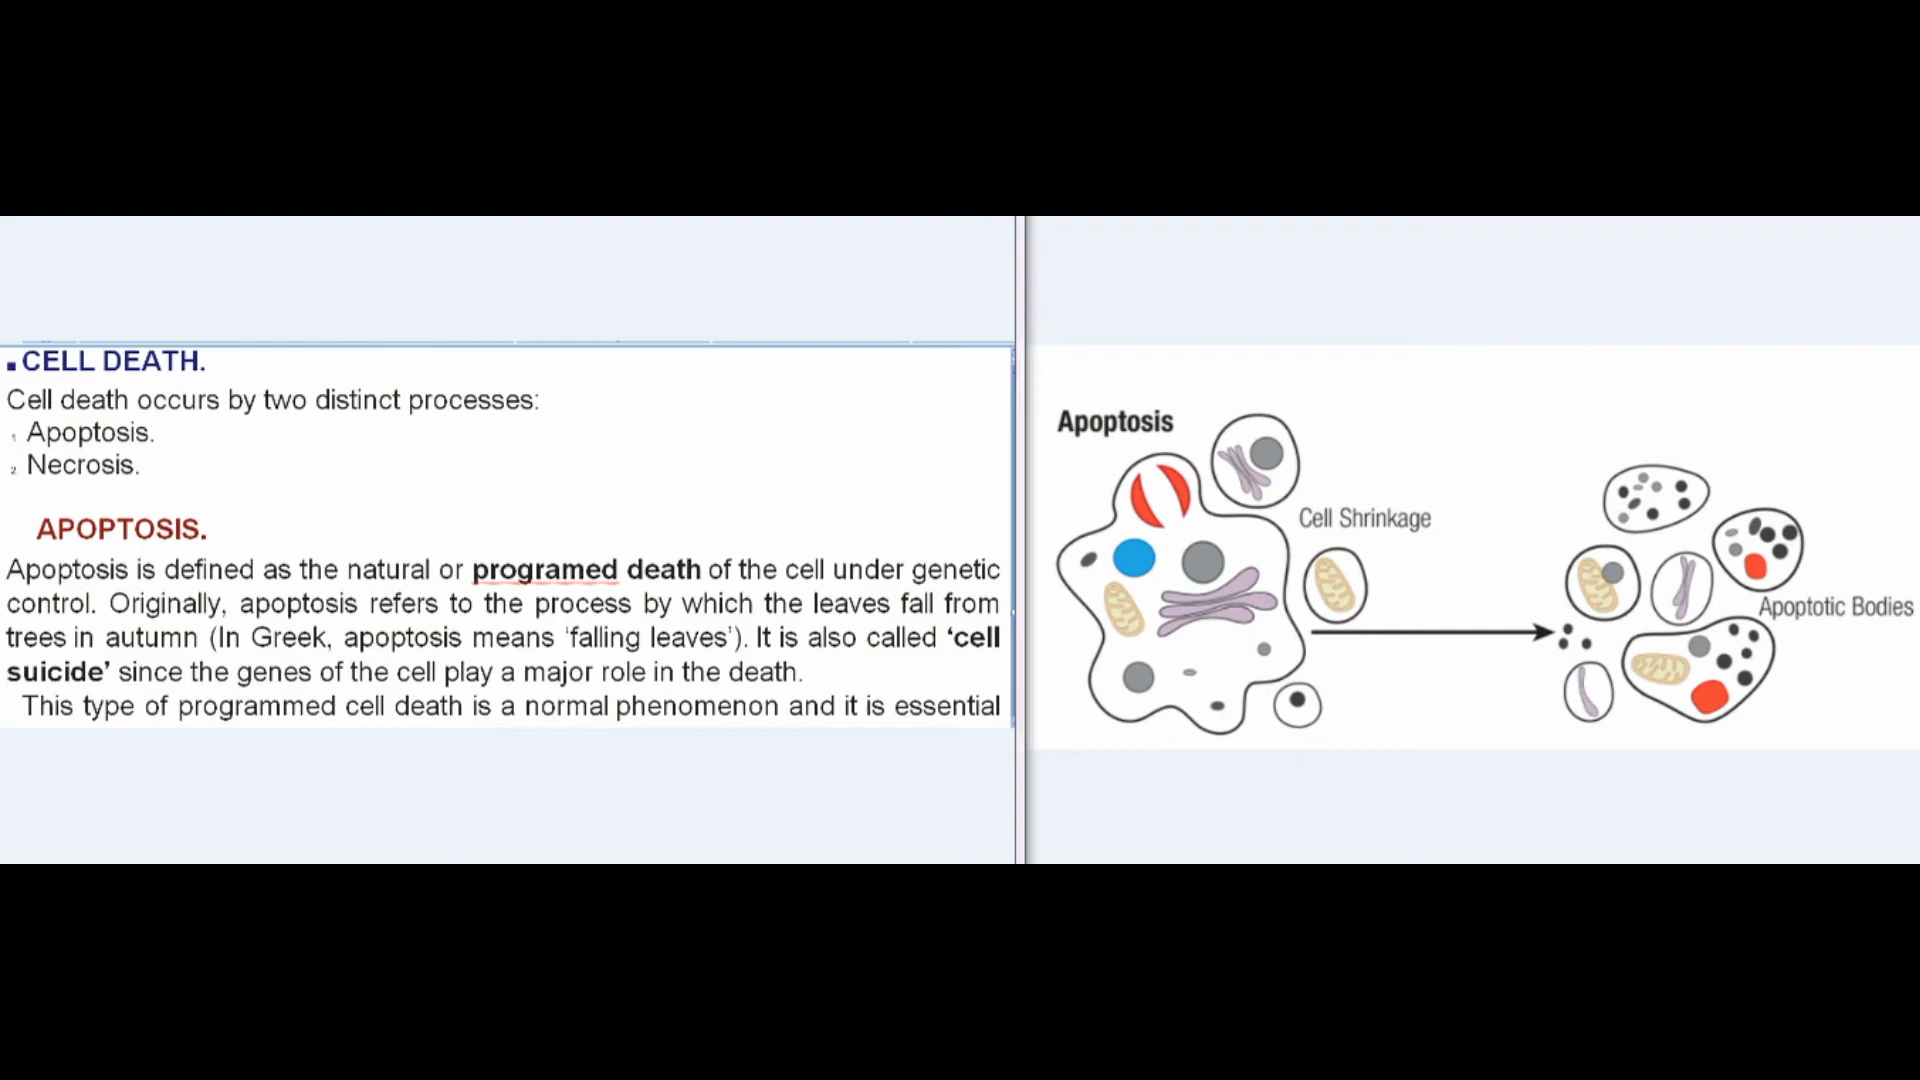 CELL DEATH.
Cell death occurs by two distinct processes:
1. Apoptosis.
2. Necrosis.
APOPTOSIS.
Apoptosis is defined as the natural or programed death of the cell under genetic
control. Originally, apoptosis refers to the process by which the leaves fall from
trees in autumn (In Greek, apoptosis means ‘falling leaves’). It is also called ‘cell
suicide’ since the genes of the cell play a major role in the death.
This type of programmed cell death is a normal phenomenon and it is essential
Apoptosis
Cell Shrinkage
Apoptotic Bodies